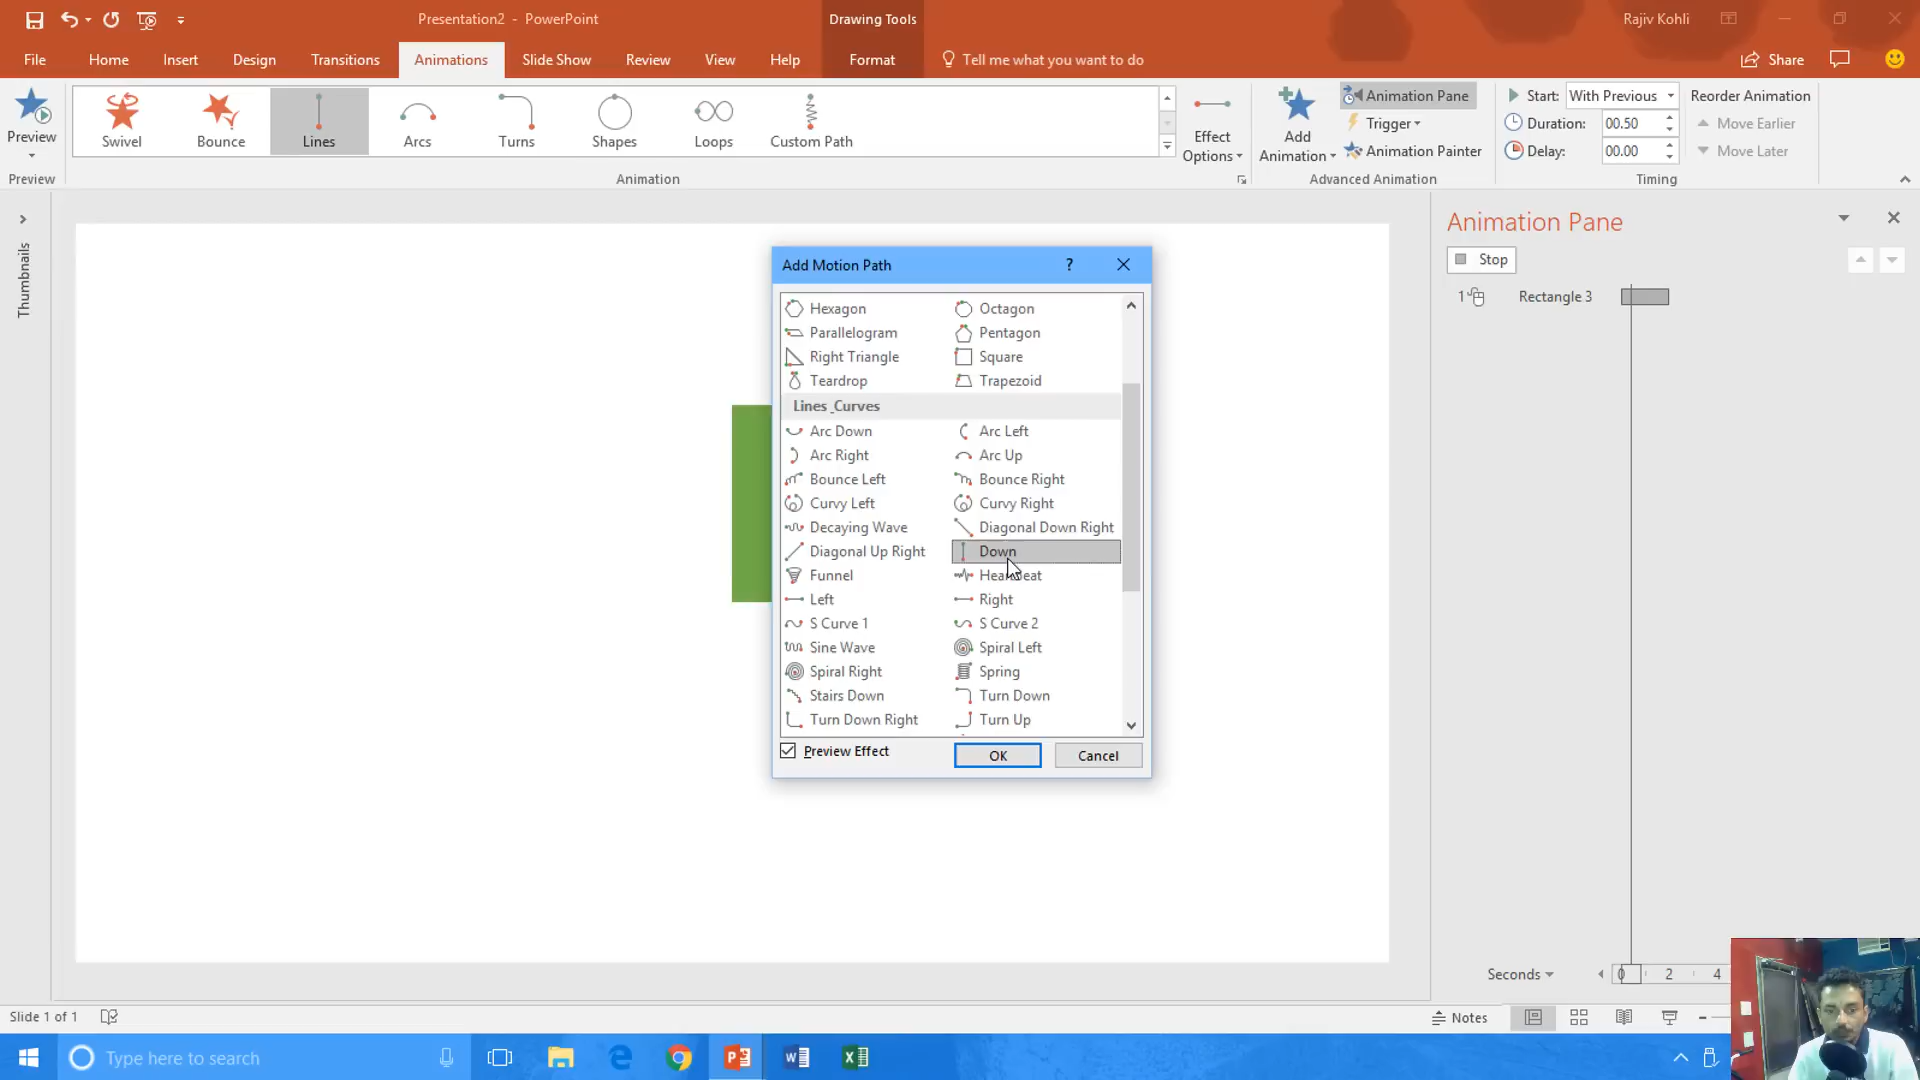 Presentation2 - PowerPoint
Drawing Tools
Rajiv Kohli
File Home Insert Design Transitions Animations Slide Show Review View Help Format Tell me what you want to do Share
Preview
Swivel Bounce Lines Arcs Turns Shapes Loops Custom Path
Effect Options
Add Animation
Animation Pane
Trigger
Animation Painter
Start: With Previous
Duration: 00.50
Delay: 00.00
Reorder Animation
Move Earlier
Move Later
Preview Animation Advanced Animation Timing
Thumbnails
Add Motion Path ?
Hexagon Octagon
Parallelogram Pentagon
Right Triangle Square
Teardrop Trapezoid
Lines_Curves
Arc Down Arc Left
Arc Right Arc Up
Bounce Left Bounce Right
Curvy Left Curvy Right
Decaying Wave Diagonal Down Right
Diagonal Up Right Down
Funnel
Left Right
S Curve 1 S Curve 2
Sine Wave Spiral Left
Spiral Right Spring
Stairs Down Turn Down
Turn Down Right Turn Up
Preview Effect OK Cancel
Animation Pane
Stop
1 Rectangle 3
Seconds 0 2 4
Slide 1 of 1
Notes
Type here to search